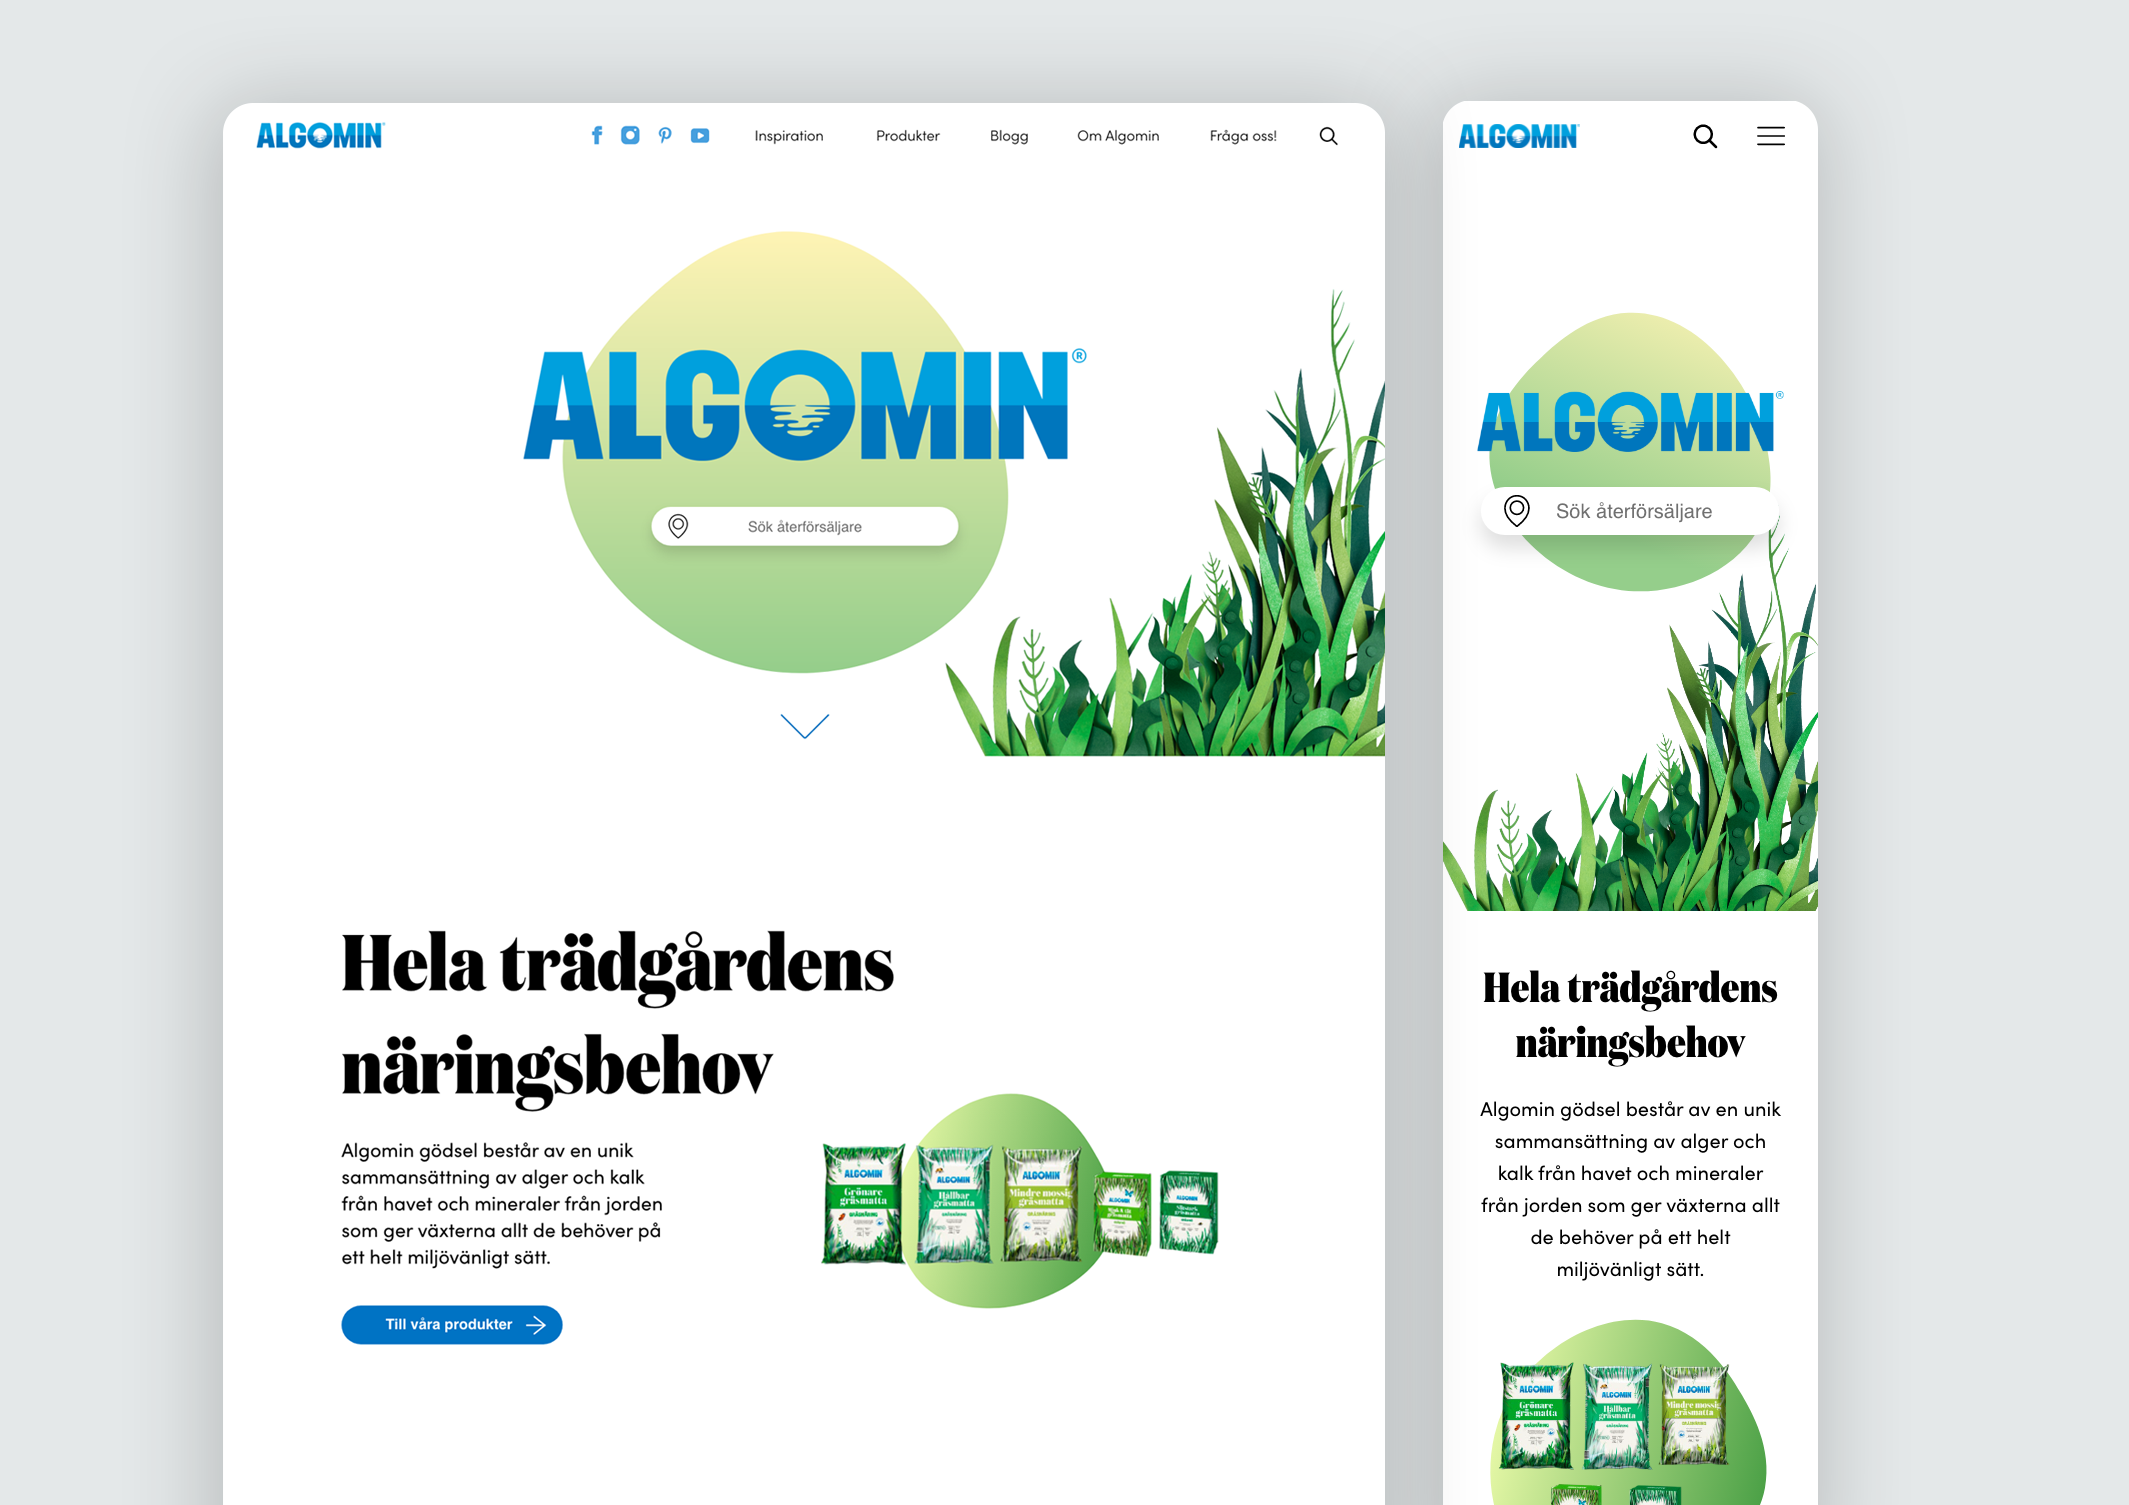 ALGOMIN
Inspiration
Produkter
Blogg
Om Algomin
Fråga oss!
ALGOMIN®
Sök återförsäljare
Hela trädgårdens
näringsbehov
Algomin gödsel består av en unik
sammansättning av alger och kalk
från havet och mineraler från jorden
som ger växterna allt de behöver på
ett helt miljövänligt sätt.
Till våra produkter
ALGOMIN
Grönare
gräsmatta
ALGOMIN
Hållbar
gräsmatta
ALGOMIN
Mindre mossig
gräsmatta
ALGOMIN
ALGOMIN
ALGOMIN
ALGOMIN®
Sök återförsäljare
Hela trädgårdens
näringsbehov
Algomin gödsel består av en unik
sammansättning av alger och
kalk från havet och mineraler
från jorden som ger växterna allt
de behöver på ett helt
miljövänligt sätt.
ALGOMIN
Grönare
gräsmatta
ALGOMIN
Hållbar
gräsmatta
ALGOMIN
Mindre mossig
gräsmatta